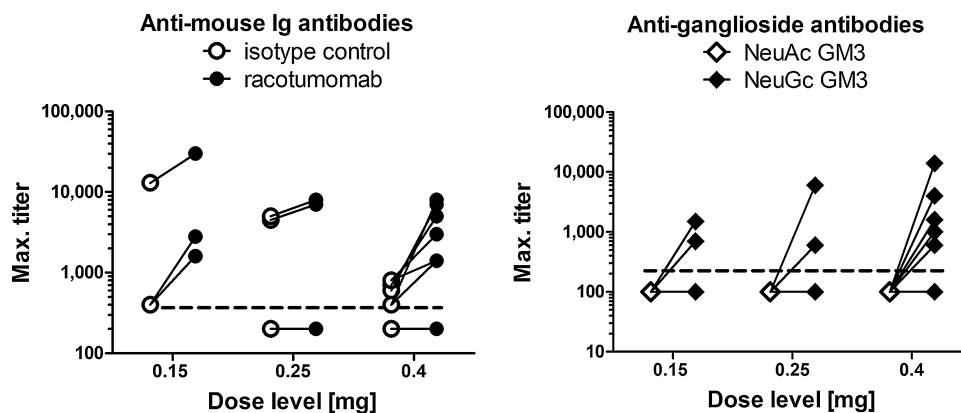 Anti-mouse Ig antibodies
isotype control
racotumomab
100,000
10,000
1,000
100
Max. titer
0.15
0.25
0.4
Dose level [mg]
Anti-ganglioside antibodies
NeuAc GM3
NeuGc GM3
100,000
10,000
1,000
100
10
Max. titer
0.15
0.25
0.4
Dose level [mg]